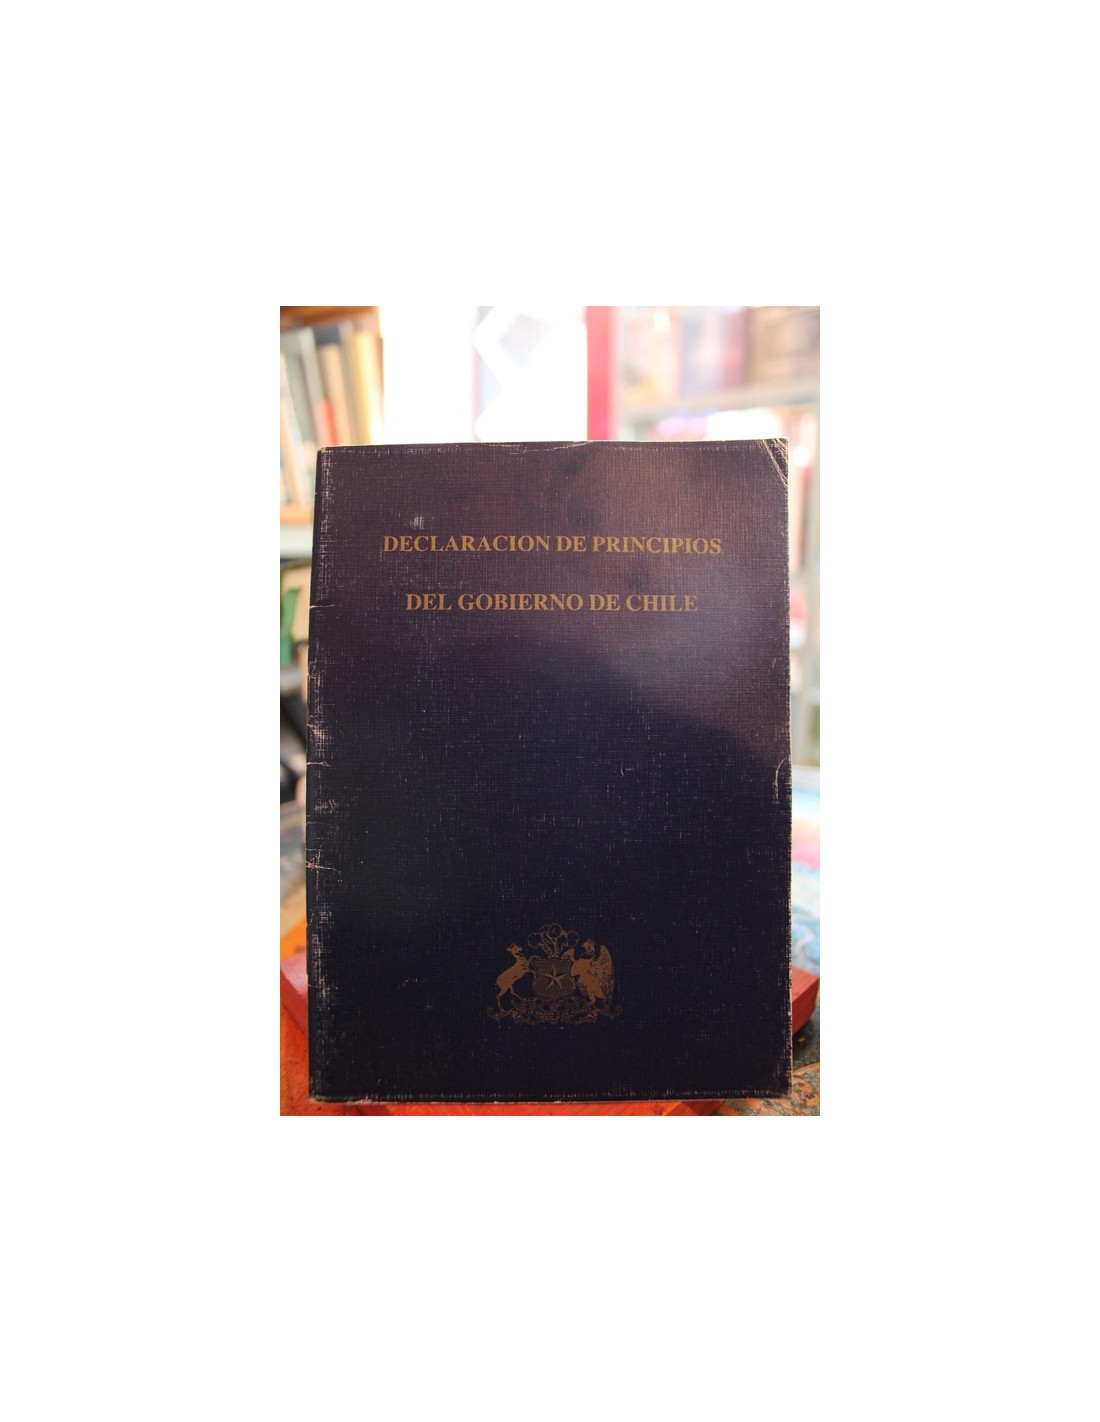 DECLARACION DE PRINCIPIOS
DEL GOBIERNO DE CHILE